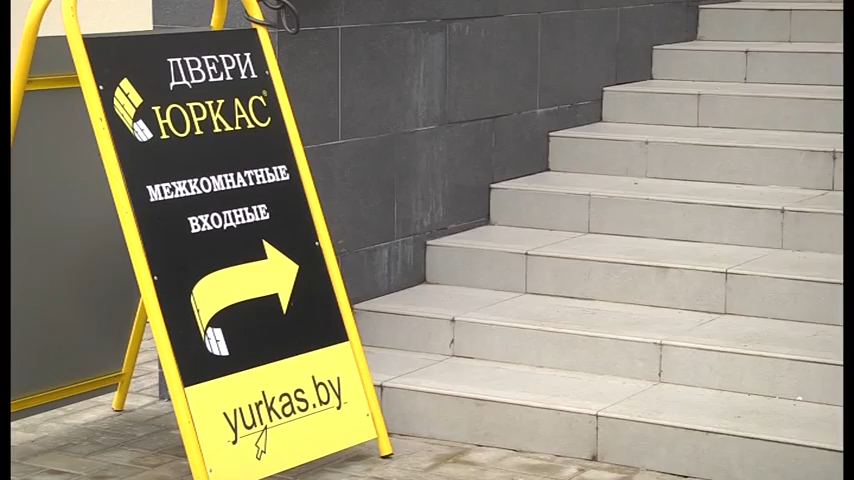 ДВЕРИ
ЮРКАС®
МЕЖКОМНАТНЫЕ
ВХОДНЫЕ
yurkas.by